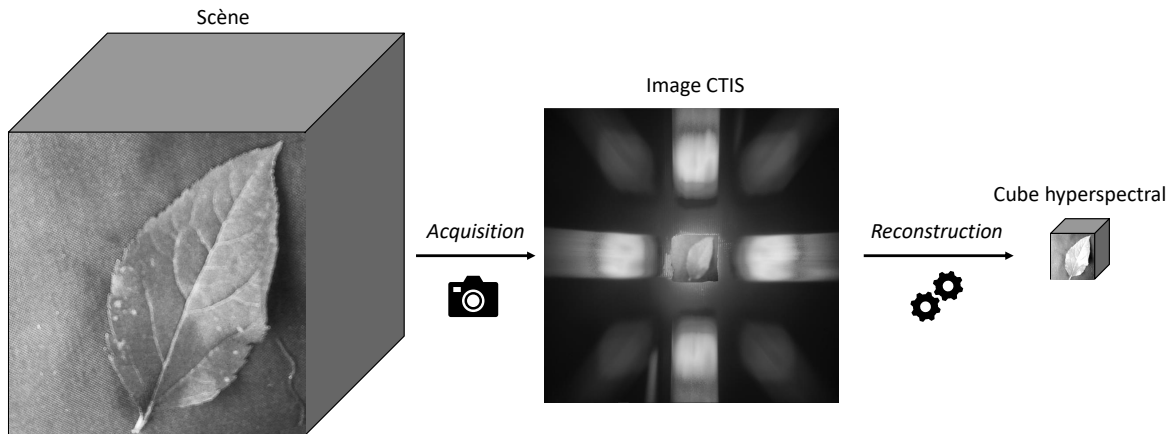 Scène
Image CTIS
Cube hyperspectral
Acquisition
Reconstruction